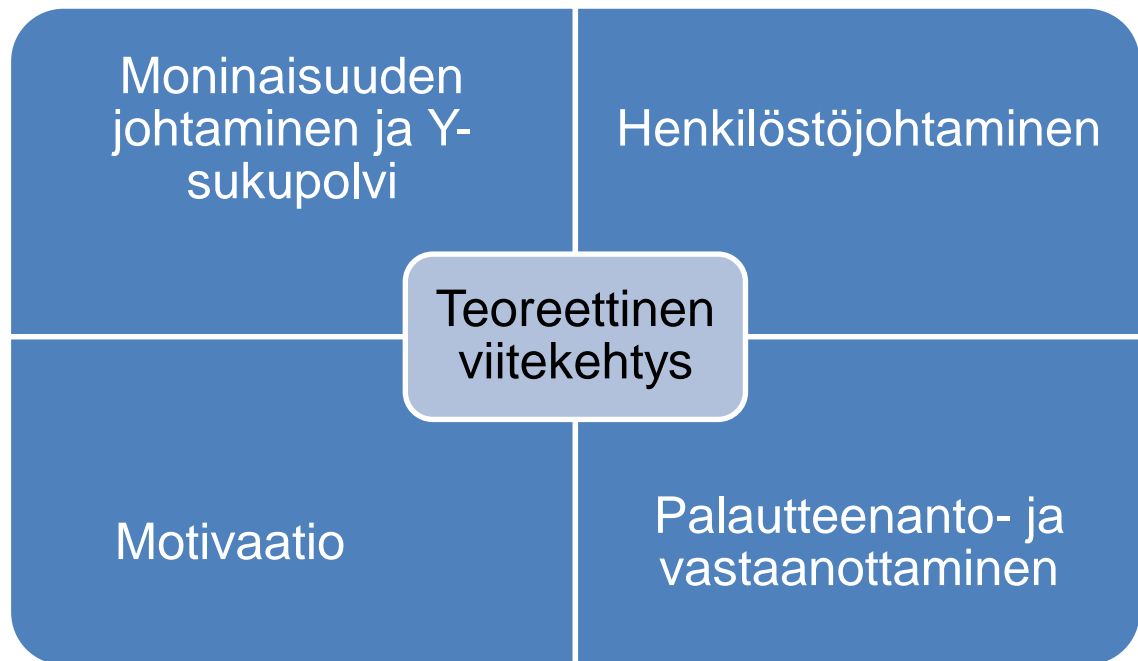 Moninaisuuden
johtaminen ja Y-
sukupolvi
Henkilöstöjohtaminen
Teoreettinen
viitekehtys
Motivaatio
Palautteenanto- ja
vastaanottaminen